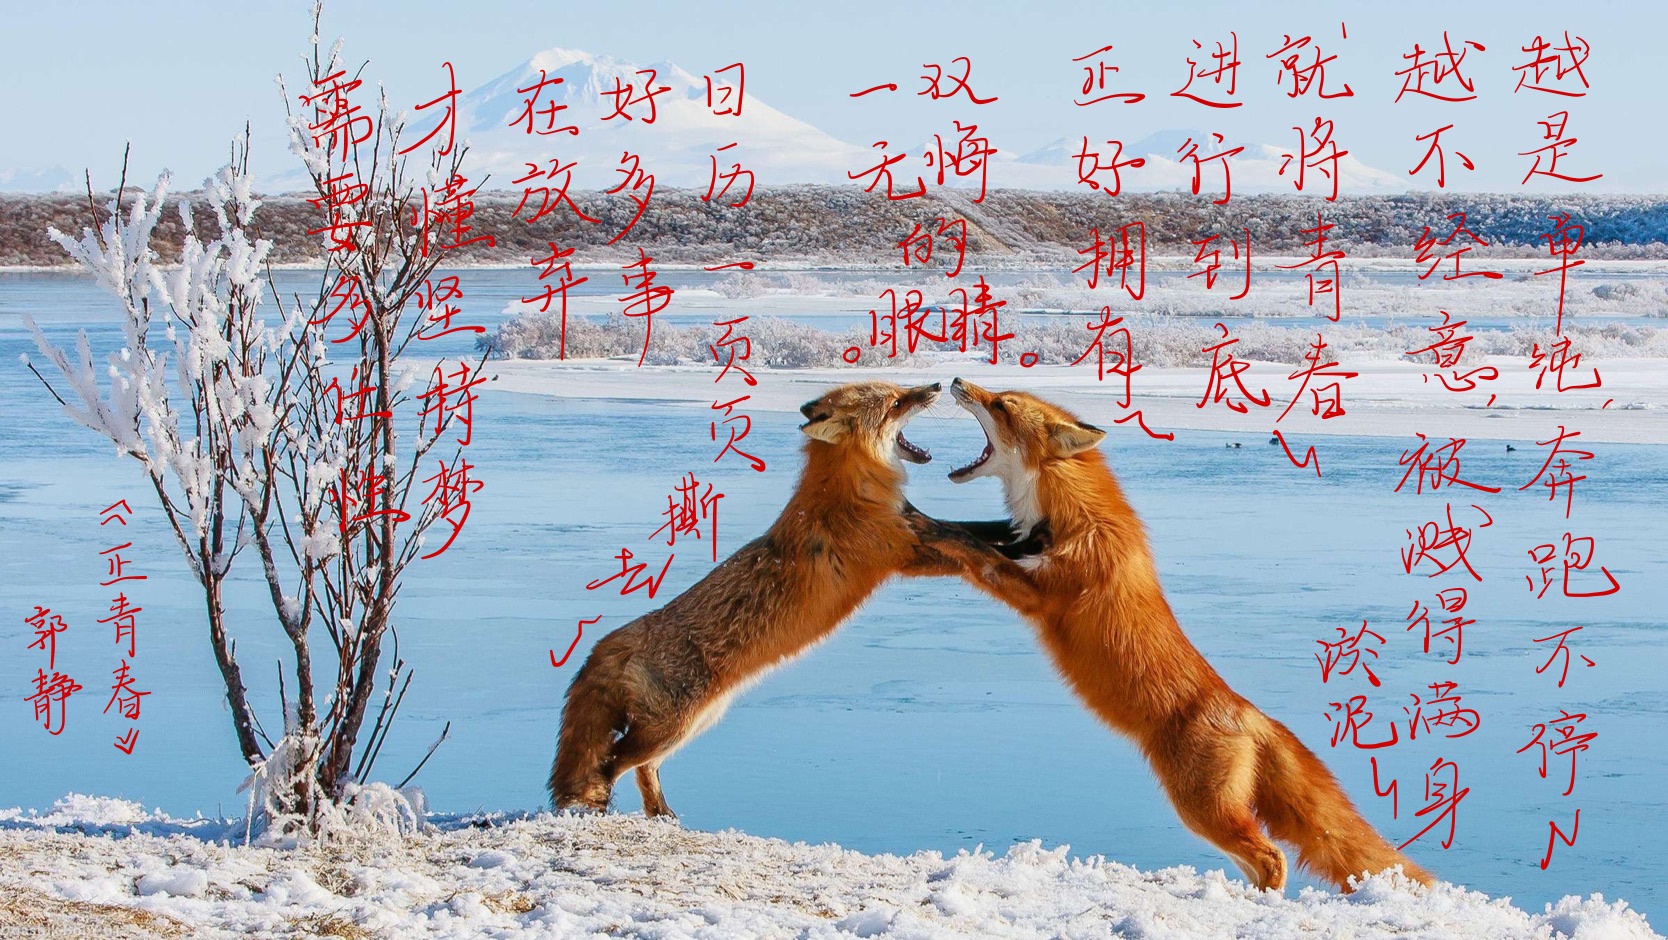 越是单纯，奔跑不停
越不经意，被溅得满身
淤泥
就将青春
进行到底
正好拥有
一双无悔的眼睛。
日历一页页
撕去
好多事
在放弃
才懂坚持梦
需要多任性
《正青春》
郭静